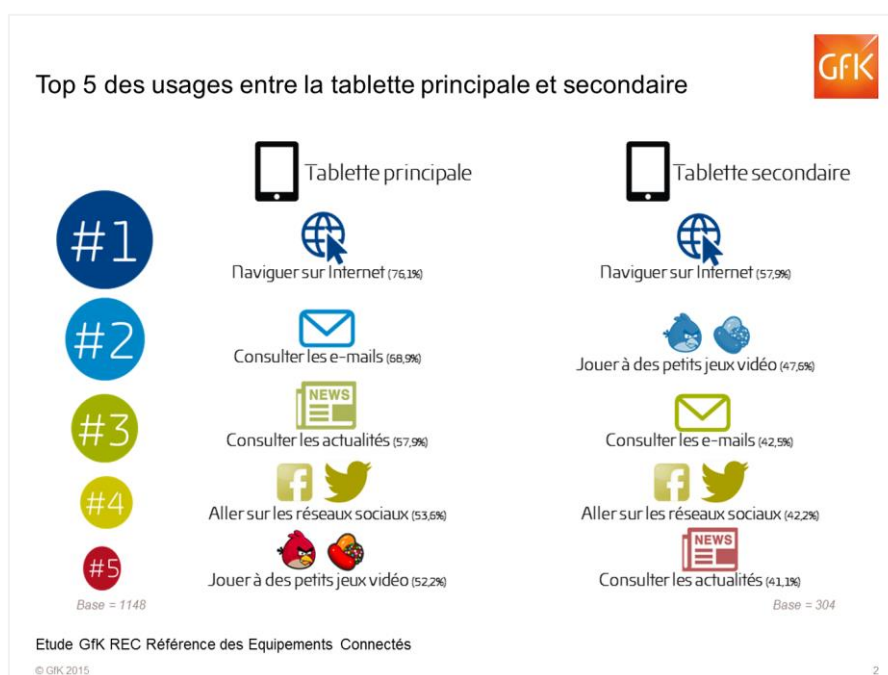 GfK
Top 5 des usages entre la tablette principale et secondaire
Tablette principale
Tablette secondaire
#1
Naviguer sur Internet (76,1%)
Naviguer sur Internet (57,9%)
#2
Consulter les e-mails (68,9%)
Jouer à des petits jeux vidéo (47,6%)
#3
NEWS
Consulter les actualités (57,9%)
Consulter les e-mails (42,5%)
#4
f
f
Aller sur les réseaux sociaux (53,6%)
Aller sur les réseaux sociaux (42,2%)
#5
NEWS
Jouer à des petits jeux vidéo (52,2%)
Consulter les actualités (41,1%)
Base = 1148
Base = 304
Etude GfK REC Référence des Equipements Connectés
© GfK 2015
2